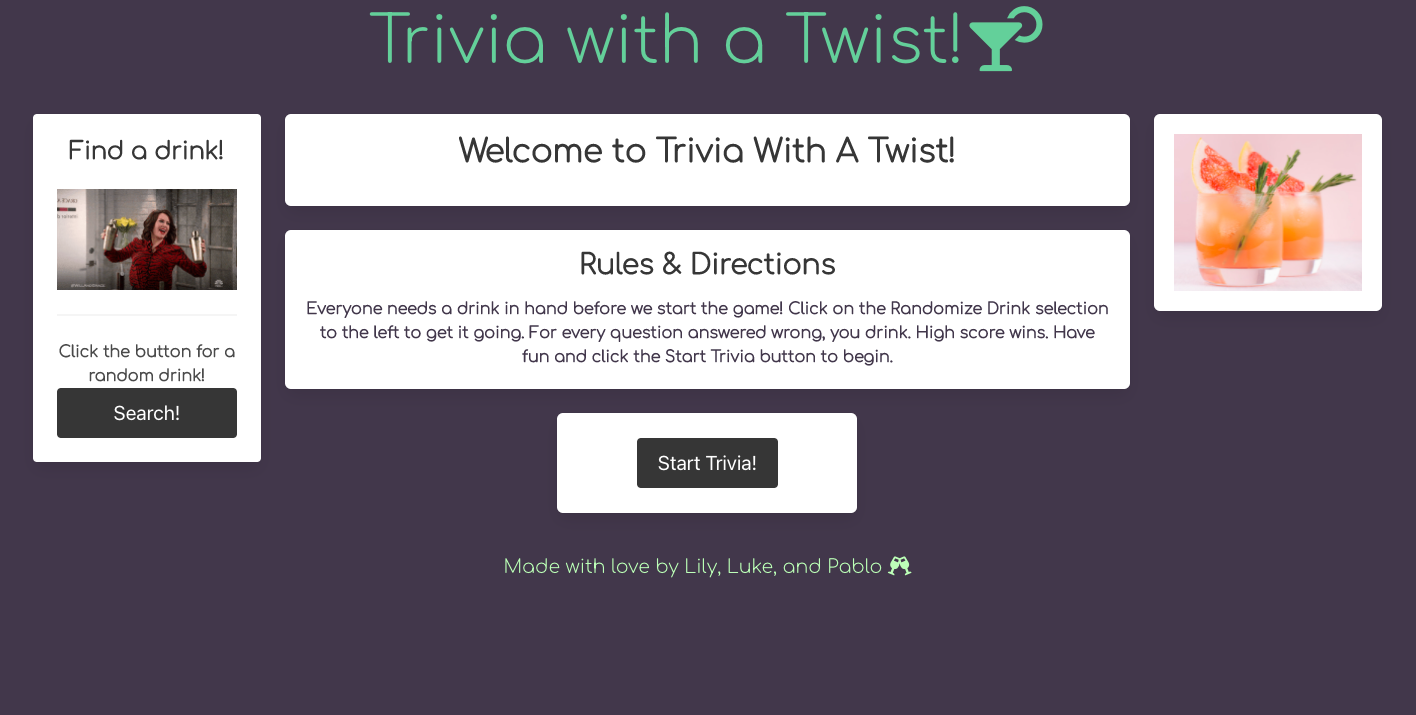 Trivia with a Twist!
Find a drink!
Click the button for a
random drink!
Search!
Welcome to Trivia With A Twist!
Rules & Directions
Everyone needs a drink in hand before we start the game! Click on the Randomize Drink selection
to the left to get it going. For every question answered wrong, you drink. High score wins. Have
fun and click the Start Trivia button to begin.
Start Trivia!
Made with love by Lily, Luke, and Pablo